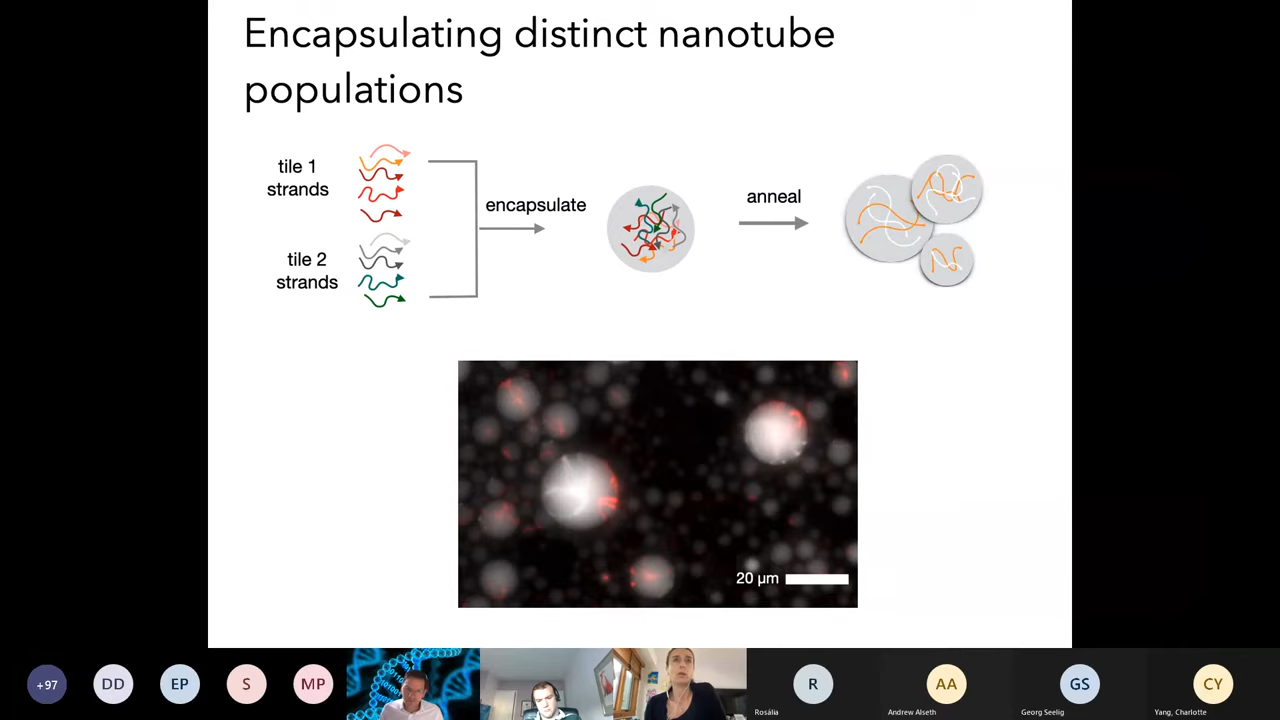 Encapsulating distinct nanotube
populations
tile 1
strands
tile 2
strands
encapsulate
anneal
20 µm
+97
DD
EP
S
MP
R
Rosália
AA
Andrew Alseth
GS
Georg Seelig
CY
Yang, Charlotte